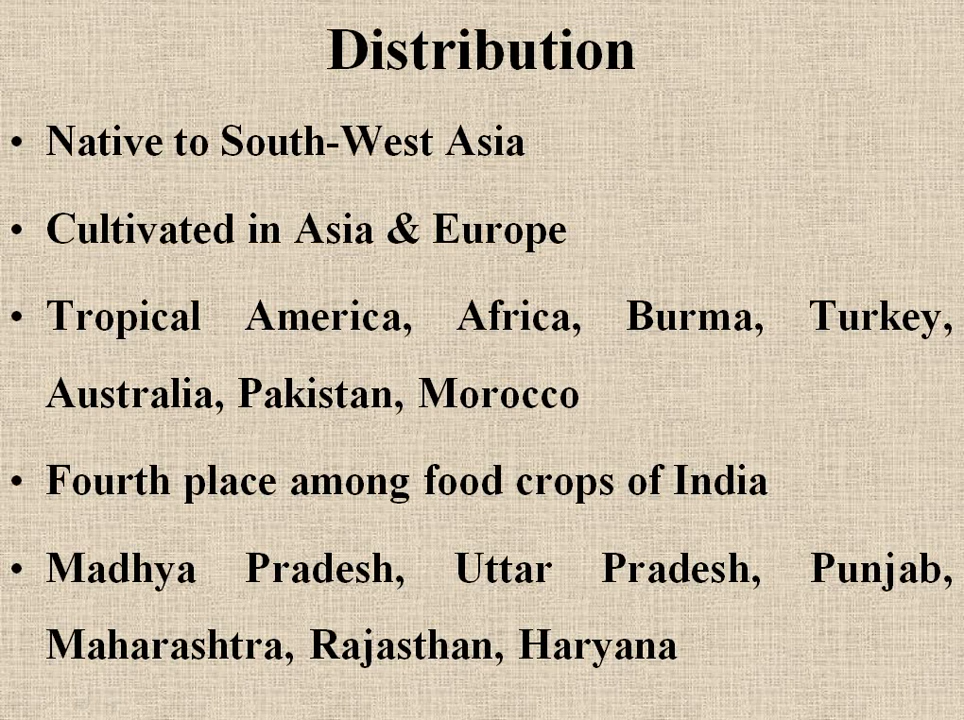 Distribution
• Native to South-West Asia
• Cultivated in Asia & Europe
• Tropical America, Africa, Burma, Turkey,
Australia, Pakistan, Morocco
• Fourth place among food crops of India
• Madhya Pradesh, Uttar Pradesh, Punjab,
Maharashtra, Rajasthan, Haryana